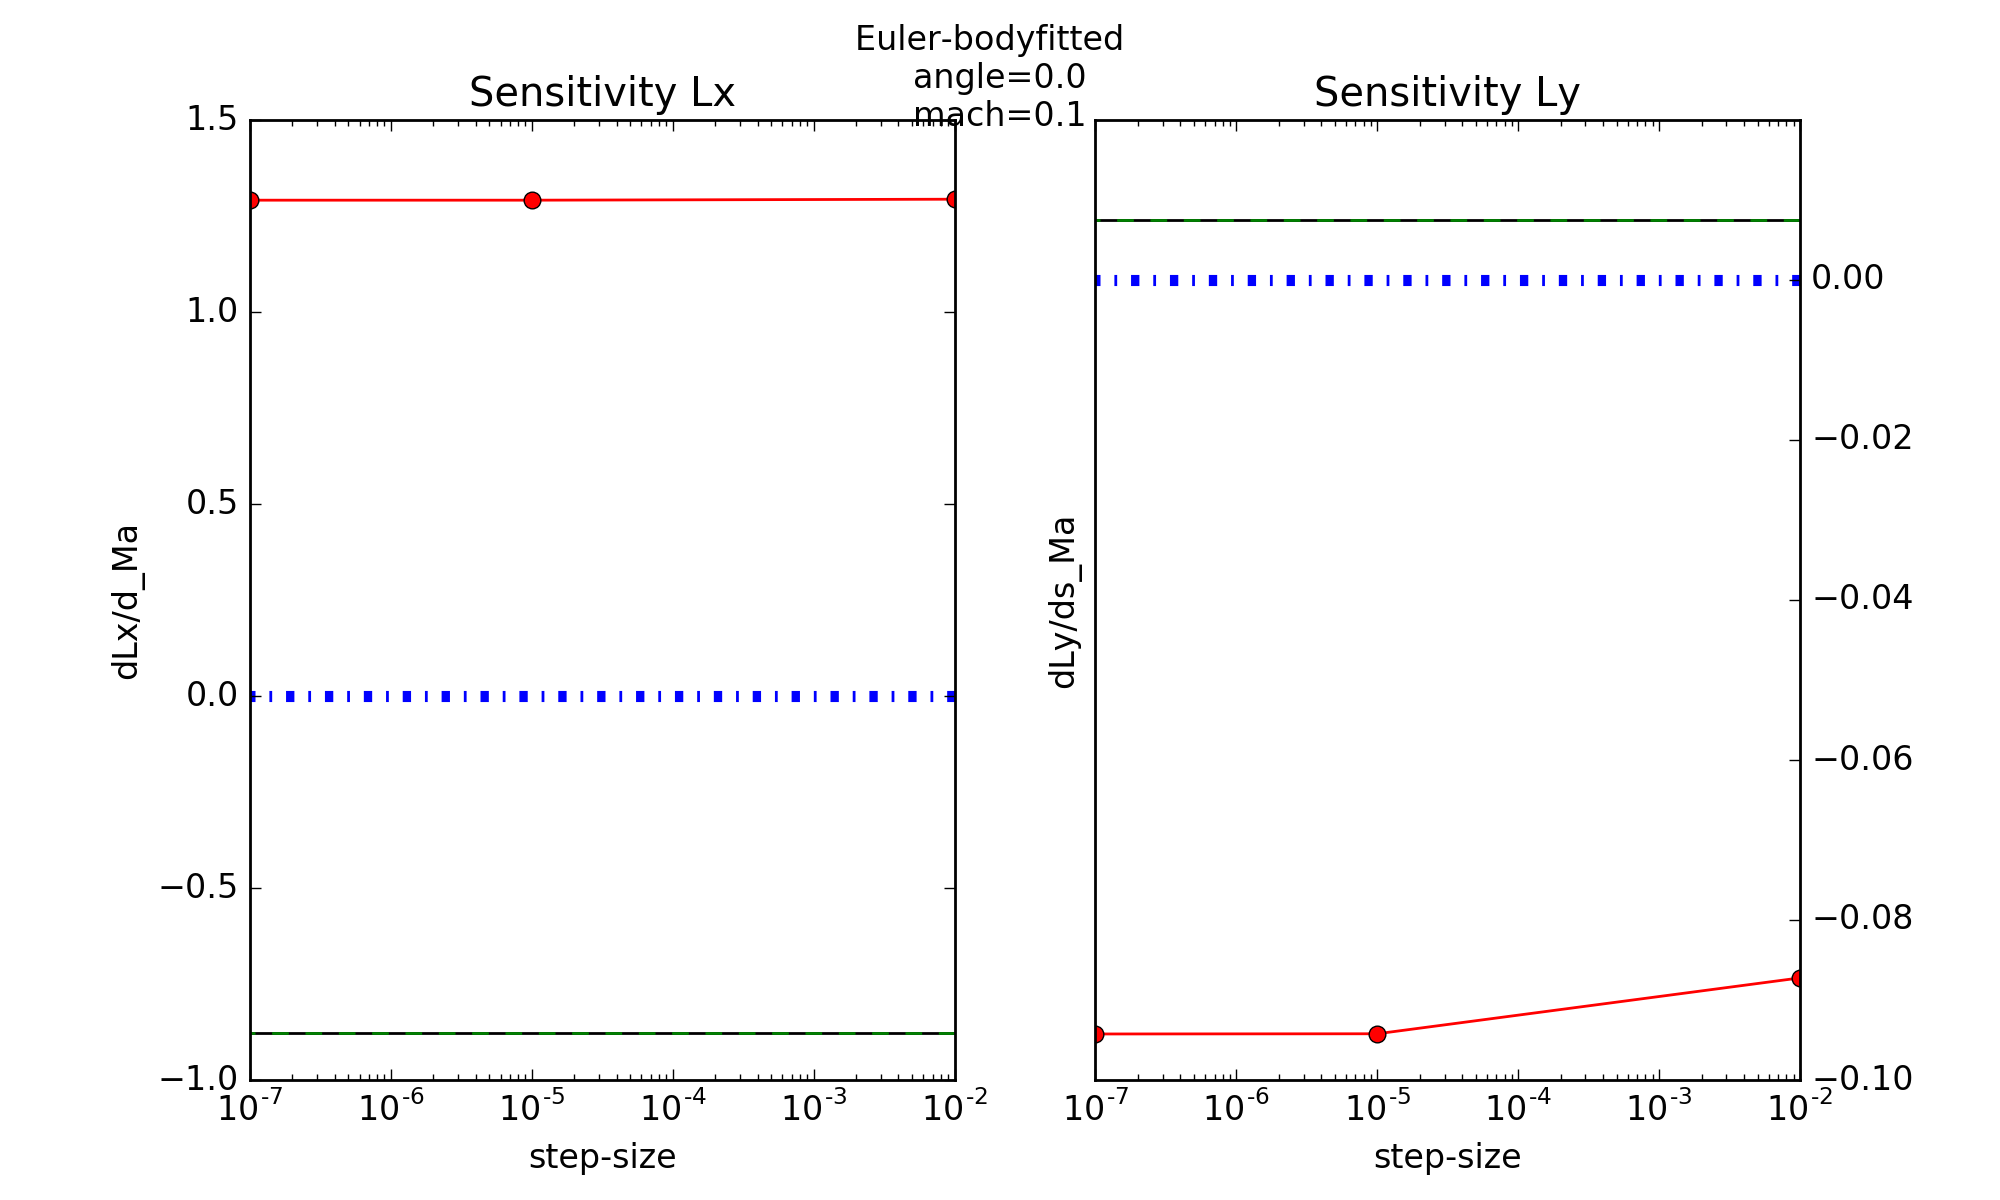 Euler-bodyfitted
angle=0.0
mach=0.1
Sensitivity Lx
1.5
1.0
0.5
0.0
−0.5
−1.0
dLx/d_Ma
10^-7 10^-6 10^-5 10^-4 10^-3 10^-2
step-size
Sensitivity Ly
dLy/ds_Ma
0.00
−0.02
−0.04
−0.06
−0.08
−0.10
10^-7 10^-6 10^-5 10^-4 10^-3 10^-2
step-size